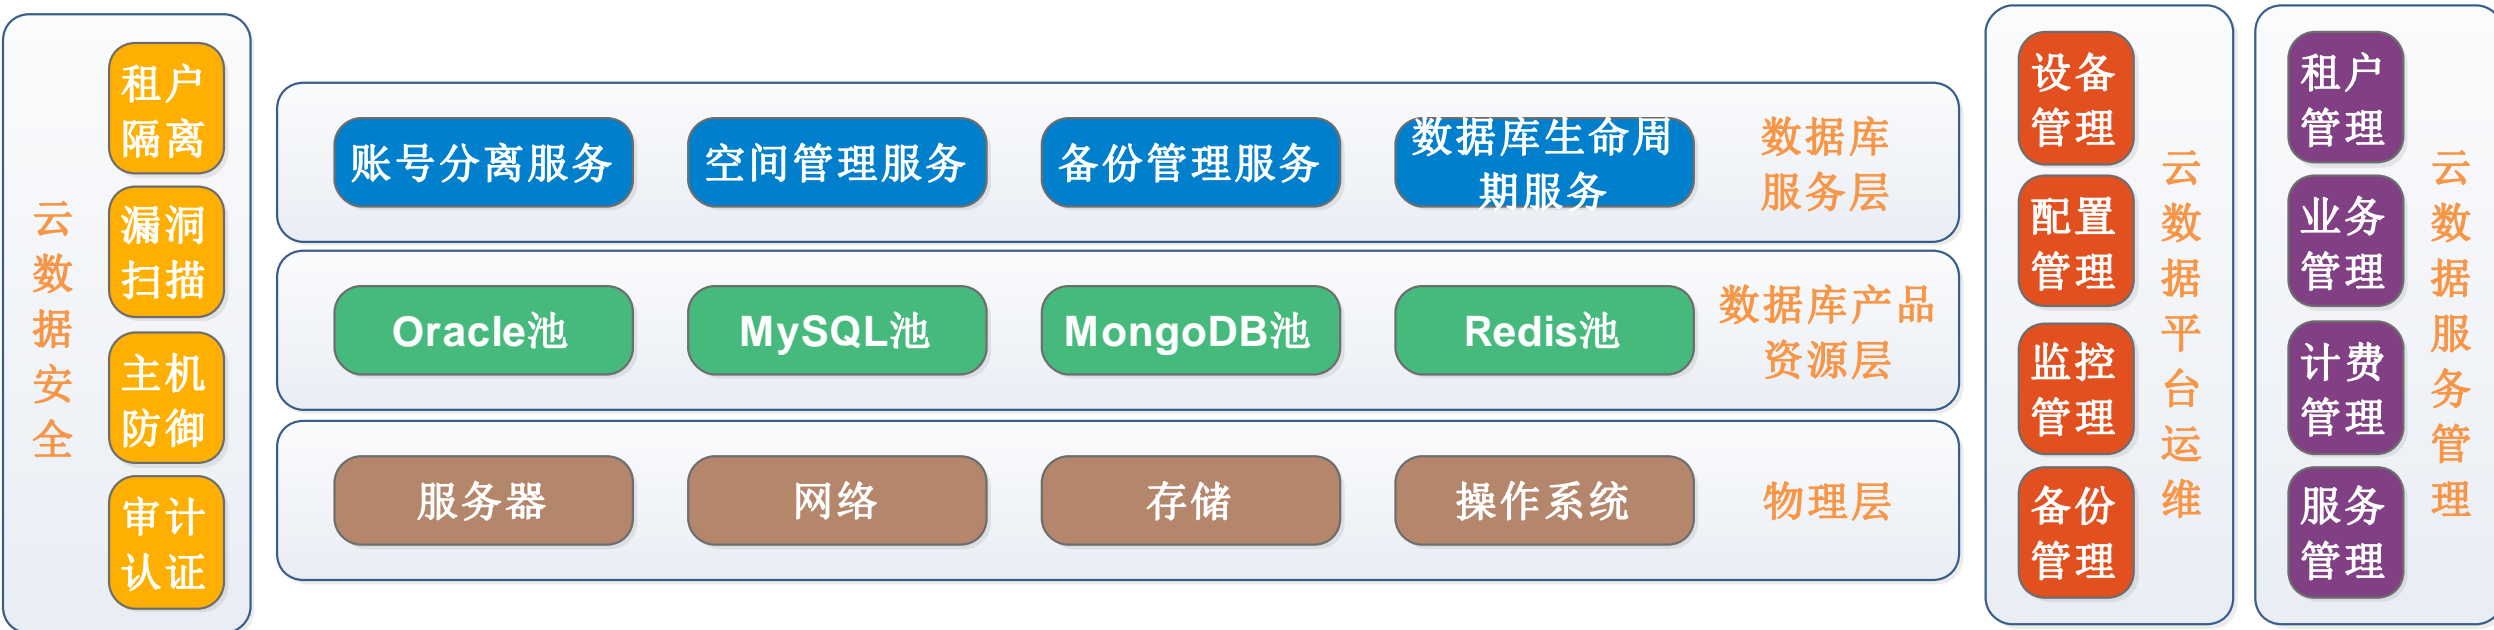 云数据安全
租户
隔离
漏洞
扫描
主机
防御
审计
认证
账号分离服务
空间管理服务
备份管理服务
数据库生命周
期服务
数据库
服务层
Oracle池
MySQL池
MongoDB池
Redis池
数据库产品
资源层
服务器
网络
存储
操作系统
物理层
设备
管理
配置
管理
监控
管理
备份
管理
云数据平台运维
租户
管理
业务
管理
计费
管理
服务
管理
云数据服务管理